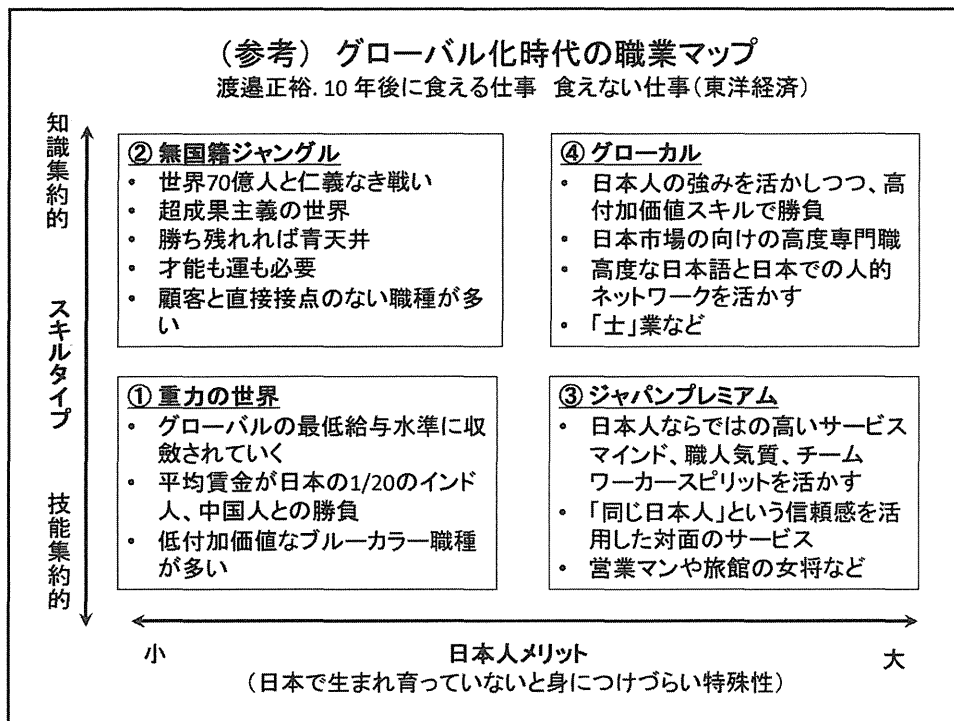 (参考) グローバル化時代の職業マップ
渡邉正裕. 10 年後に食える仕事 食えない仕事(東洋経済)
知識集約的
スキルタイプ
技能集約的
② 無国籍ジャングル
• 世界70億人と仁義なき戦い
• 超成果主義の世界
• 勝ち残れれば青天井
• 才能も運も必要
• 顧客と直接接点のない職種が多
い
④ グローカル
• 日本人の強みを活かしつつ、高
付加価値スキルで勝負
• 日本市場の向けの高度専門職
• 高度な日本語と日本での人的
ネットワークを活かす
• 「士」業など
① 重力の世界
• グローバルの最低給与水準に収
斂されていく
• 平均賃金が日本の1/20のインド
人、中国人との勝負
• 低付加価値なブルーカラー職種
が多い
③ ジャパンプレミアム
• 日本人ならではの高いサービス
マインド、職人気質、チーム
ワーカースピリットを活かす
• 「同じ日本人」という信頼感を活
用した対面のサービス
• 営業マンや旅館の女将など
小
日本人メリット
大
(日本で生まれ育っていないと身につけづらい特殊性)